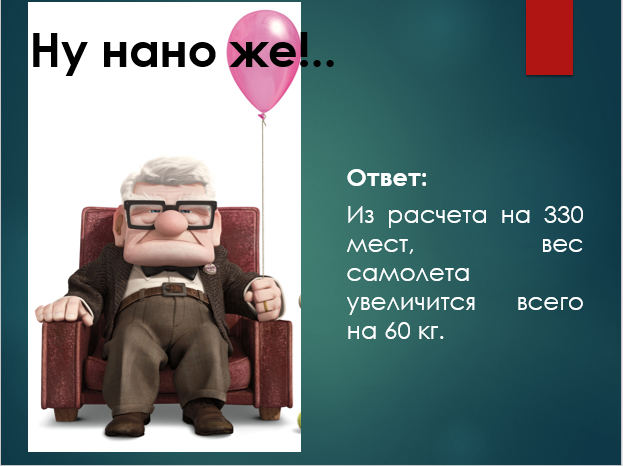 Ну нано же!..
Ответ:
Из расчета на 330
мест, вес
самолета
увеличится всего
на 60 кг.